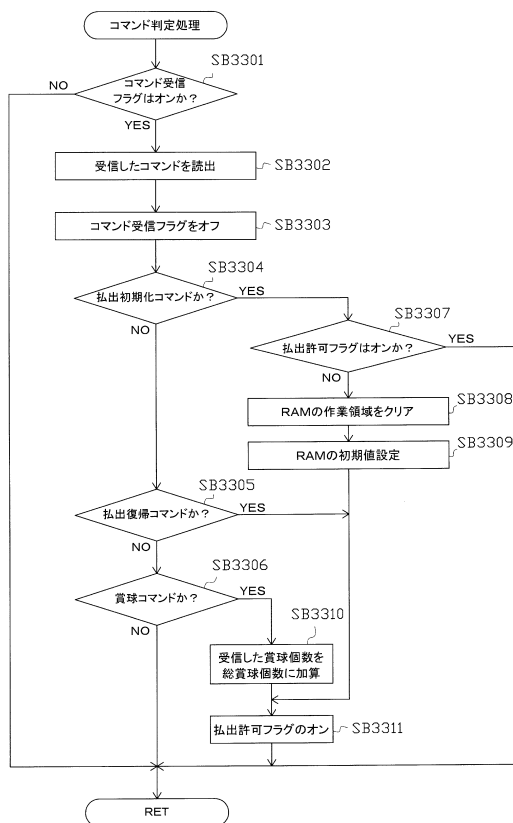 コマンド判定処理
SB3301
コマンド受信
フラグはオンか?
NO
YES
受信したコマンドを読出
SB3302
コマンド受信フラグをオフ
SB3303
SB3304
払出初期化コマンドか?
YES
NO
SB3307
払出許可フラグはオンか?
YES
NO
RAMの作業領域をクリア
SB3308
RAMの初期値設定
SB3309
SB3305
払出復帰コマンドか?
YES
NO
SB3306
賞球コマンドか?
YES
NO
SB3310
受信した賞球個数を
総賞球個数に加算
払出許可フラグのオン
SB3311
RET